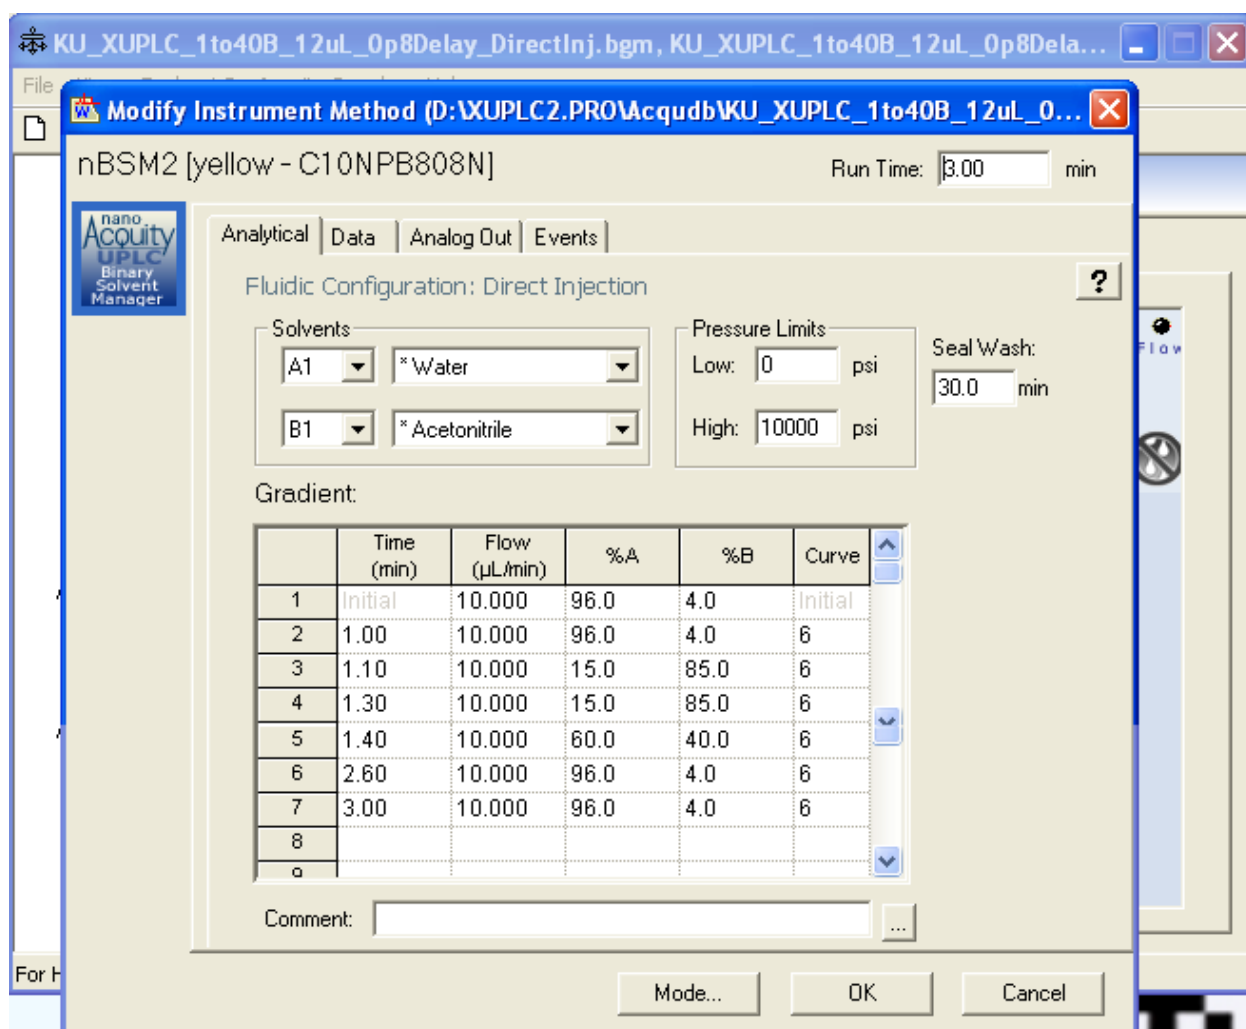 KU_XUPLC_1to40B_12uL_0p8Delay_DirectInj.bgm, KU_XUPLC_1to40B_12uL_0p8Dela...
File
Modify Instrument Method (D:\XUPLC2.PRO\Acqudb\KU_XUPLC_1to40B_12uL_0...
nBSM2 [yellow - C10NPB808N]
Run Time: 3.00 min
nano
Acquity
UPLC
Binary
Solvent
Manager
Analytical Data Analog Out Events
Fluidic Configuration: Direct Injection
?
Solvents
Pressure Limits
Seal Wash:
A1 * Water Low: 0 psi
30.0 min
B1 * Acetonitrile High: 10000 psi
Flow
Gradient:
Time (min) Flow (µL/min) %A %B Curve
1 Initial 10.000 96.0 4.0 Initial
2 1.00 10.000 96.0 4.0 6
3 1.10 10.000 15.0 85.0 6
4 1.30 10.000 15.0 85.0 6
5 1.40 10.000 60.0 40.0 6
6 2.60 10.000 96.0 4.0 6
7 3.00 10.000 96.0 4.0 6
8
9
Comment: ...
For H
Mode... OK Cancel